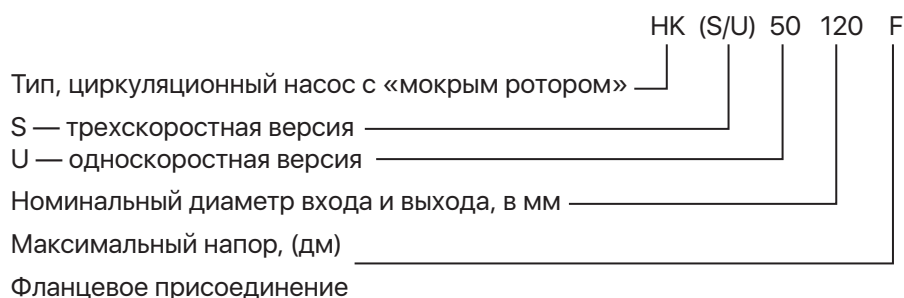 НК (S/U) 50 120 F
Тип, циркуляционный насос с «мокрым ротором»
S — трехскоростная версия
U — односкоростная версия
Номинальный диаметр входа и выхода, в мм
Максимальный напор, (дм)
Фланцевое присоединение